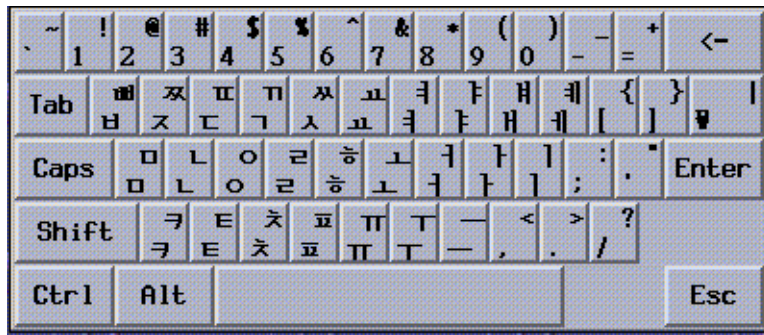 ~ ! @ # $ % ^ & * ( ) _ + <-
` 1 2 3 4 5 6 7 8 9 0 - =
Tab ㅃ ㅉ ㄸ ㄲ ㅆ ㅛ ㅕ ㅑ ㅒ ㅖ { } |
ㅂ ㅈ ㄷ ㄱ ㅅ ㅛ ㅕ ㅑ ㅐ ㅔ [ ] ₩
Caps ㅁ ㄴ ㅇ ㄹ ㅎ ㅗ ㅓ ㅏ ㅣ : " Enter
ㅁ ㄴ ㅇ ㄹ ㅎ ㅗ ㅓ ㅏ ㅣ ; '
Shift ㅋ ㅌ ㅊ ㅍ ㅠ ㅜ ㅡ < > ?
ㅋ ㅌ ㅊ ㅍ ㅠ ㅜ ㅡ , . /
Ctrl Alt Esc